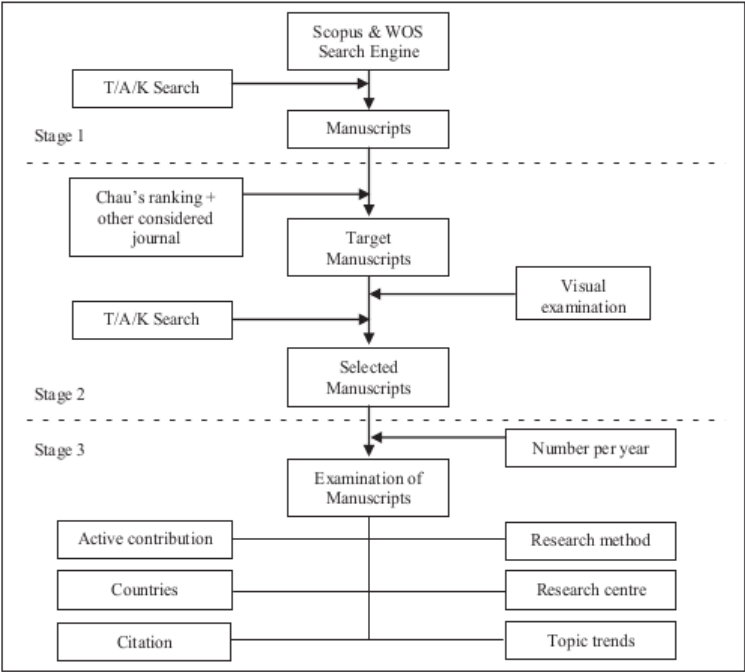 Scopus & WOS
Search Engine
T/A/K Search
Manuscripts
Stage 1
Chau's ranking +
other considered
journal
Target
Manuscripts
Visual
examination
T/A/K Search
Selected
Manuscripts
Stage 2
Stage 3
Number per year
Examination of
Manuscripts
Active contribution
Research method
Countries
Research centre
Citation
Topic trends